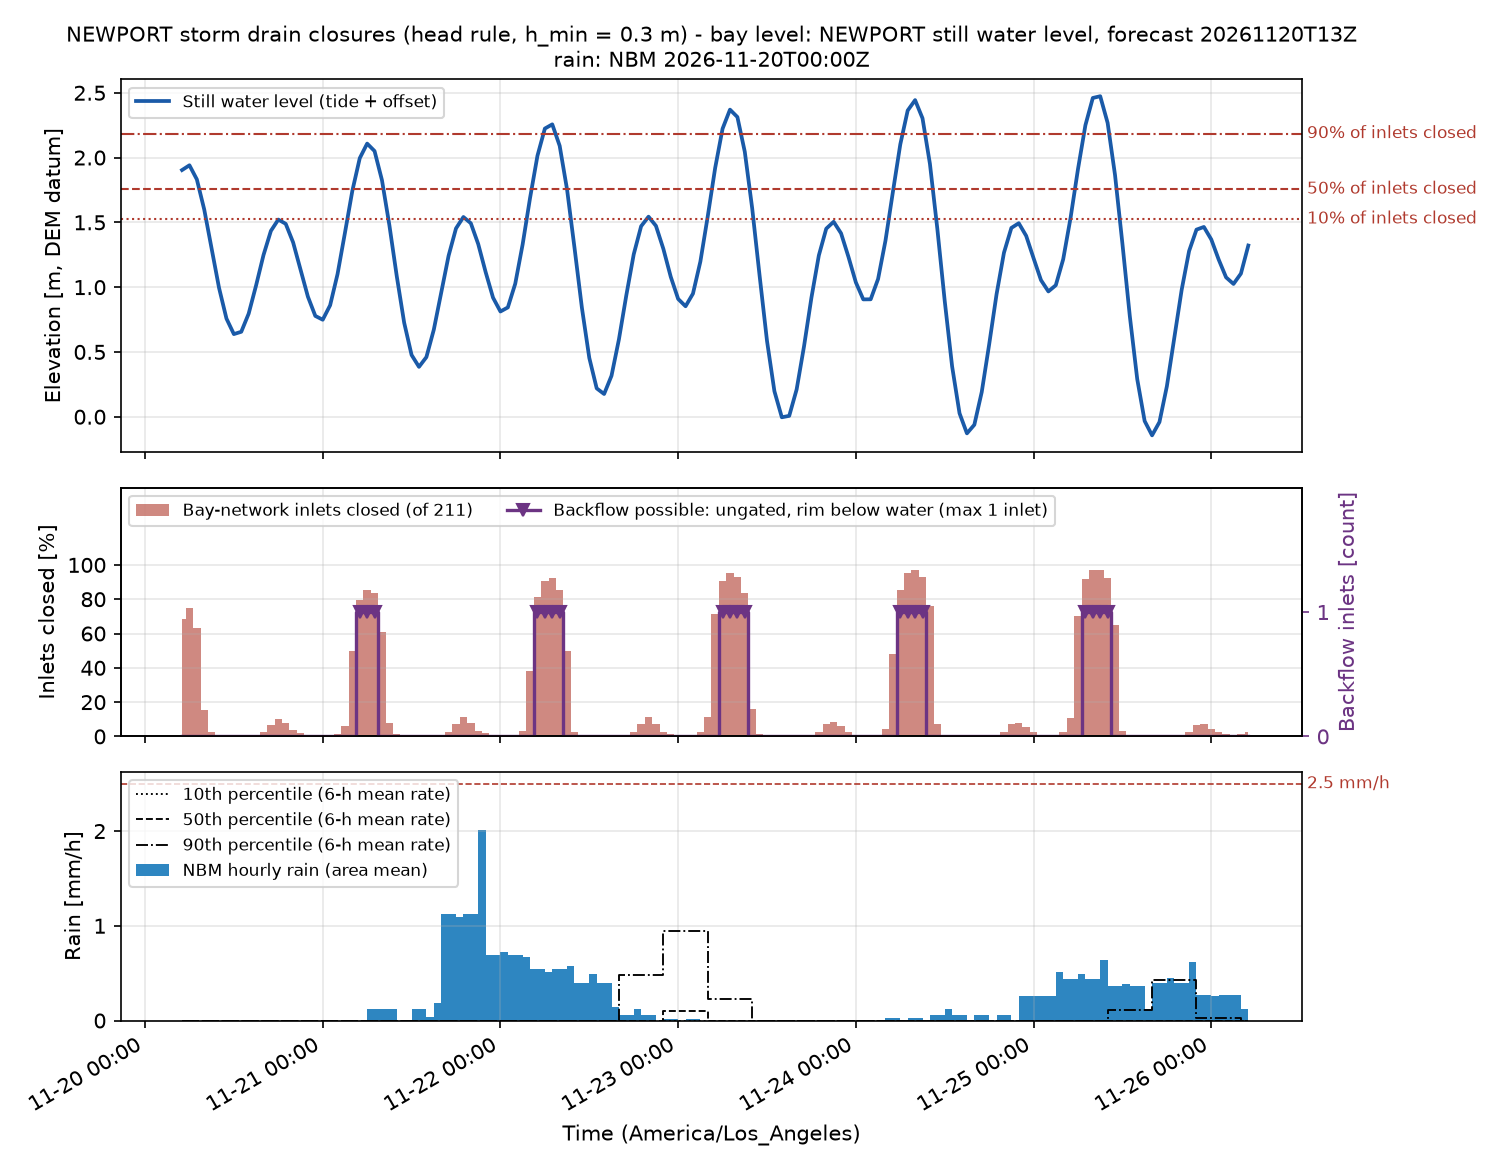 NEWPORT storm drain closures (head rule, h_min = 0.3 m) - bay level: NEWPORT still water level, forecast 20261120T13Z
rain: NBM 2026-11-20T00:00Z
Still water level (tide + offset)
Elevation [m, DEM datum]
2.5
2.0
1.5
1.0
0.5
0.0
90% of inlets closed
50% of inlets closed
10% of inlets closed
Bay-network inlets closed (of 211)
Backflow possible: ungated, rim below water (max 1 inlet)
Inlets closed [%]
100
80
60
40
20
0
1
0
Backflow inlets [count]
10th percentile (6-h mean rate)
50th percentile (6-h mean rate)
90th percentile (6-h mean rate)
NBM hourly rain (area mean)
2.5 mm/h
Rain [mm/h]
2
1
0
11-20 00:00
11-21 00:00
11-22 00:00
11-23 00:00
11-24 00:00
11-25 00:00
11-26 00:00
Time (America/Los_Angeles)